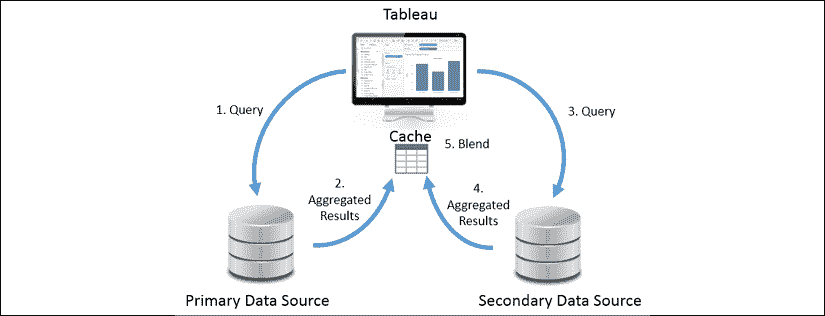 Tableau
1. Query
3. Query
Cache
5. Blend
2.
Aggregated
Results
4.
Aggregated
Results
Primary Data Source
Secondary Data Source